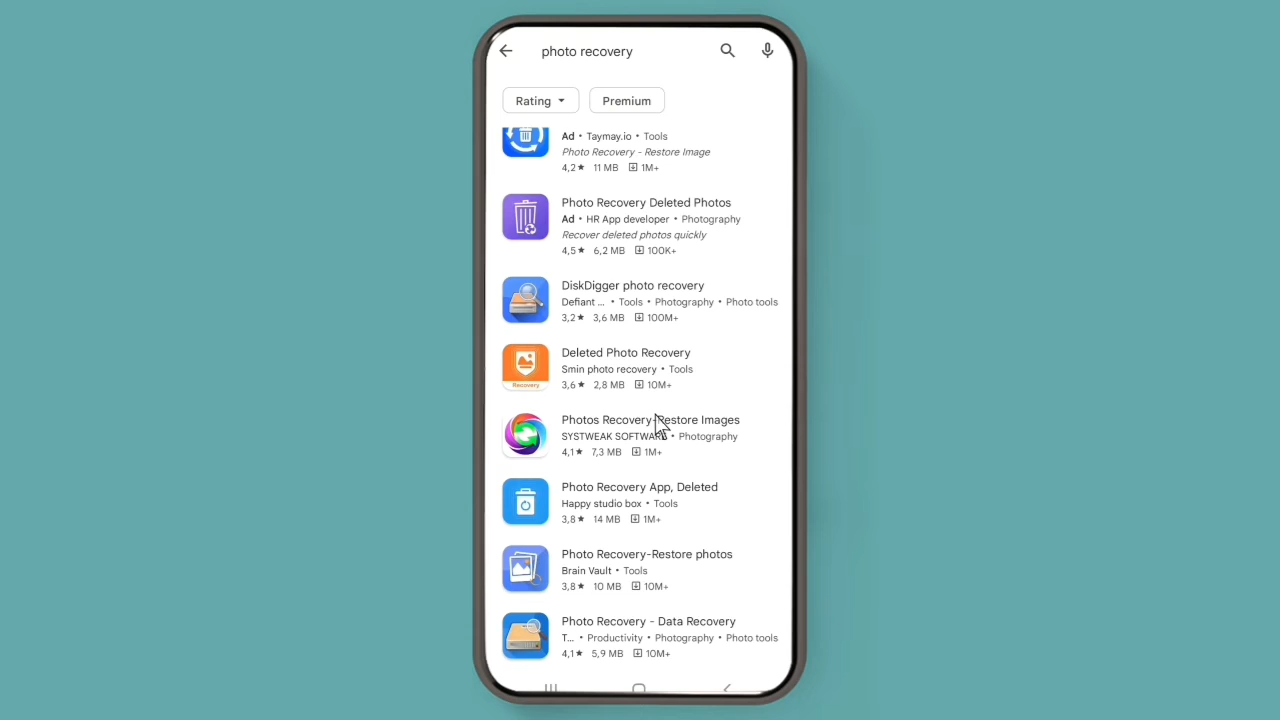 photo recovery
Rating
Premium
Ad • Taymay.io • Tools
Photo Recovery - Restore Image
4,2★ 11 MB 1M+
Photo Recovery Deleted Photos
Ad • HR App developer • Photography
Recover deleted photos quickly
4,5★ 6,2 MB 100K+
DiskDigger photo recovery
Defiant ... • Tools • Photography • Photo tools
3,2★ 3,6 MB 100M+
Deleted Photo Recovery
Smin photo recovery • Tools
Recovery
3,6★ 2,8 MB 10M+
Photos Recovery-Restore Images
SYSTWEAK SOFTWARE • Photography
4,1★ 7,3 MB 1M+
Photo Recovery App, Deleted
Happy studio box • Tools
3,8★ 14 MB 1M+
Photo Recovery-Restore photos
Brain Vault • Tools
3,8★ 10 MB 10M+
Photo Recovery - Data Recovery
T... • Productivity • Photography • Photo tools
4,1★ 5,9 MB 10M+